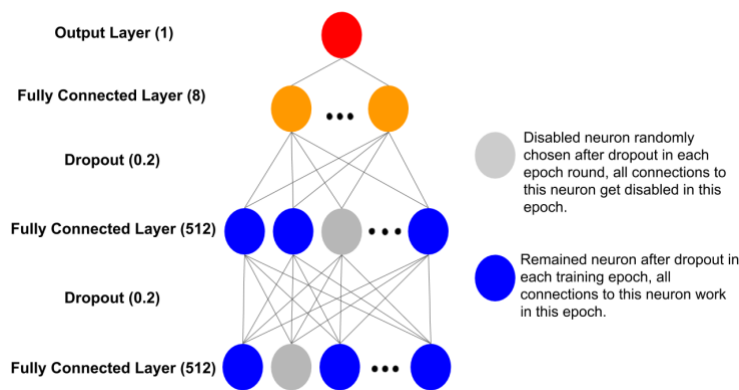 Output Layer (1)
Fully Connected Layer (8)
Dropout (0.2)
Fully Connected Layer (512)
Dropout (0.2)
Fully Connected Layer (512)
Disabled neuron randomly
chosen after dropout in each
epoch round, all connections to
this neuron get disabled in this
epoch.
Remained neuron after dropout in
each training epoch, all
connections to this neuron work
in this epoch.